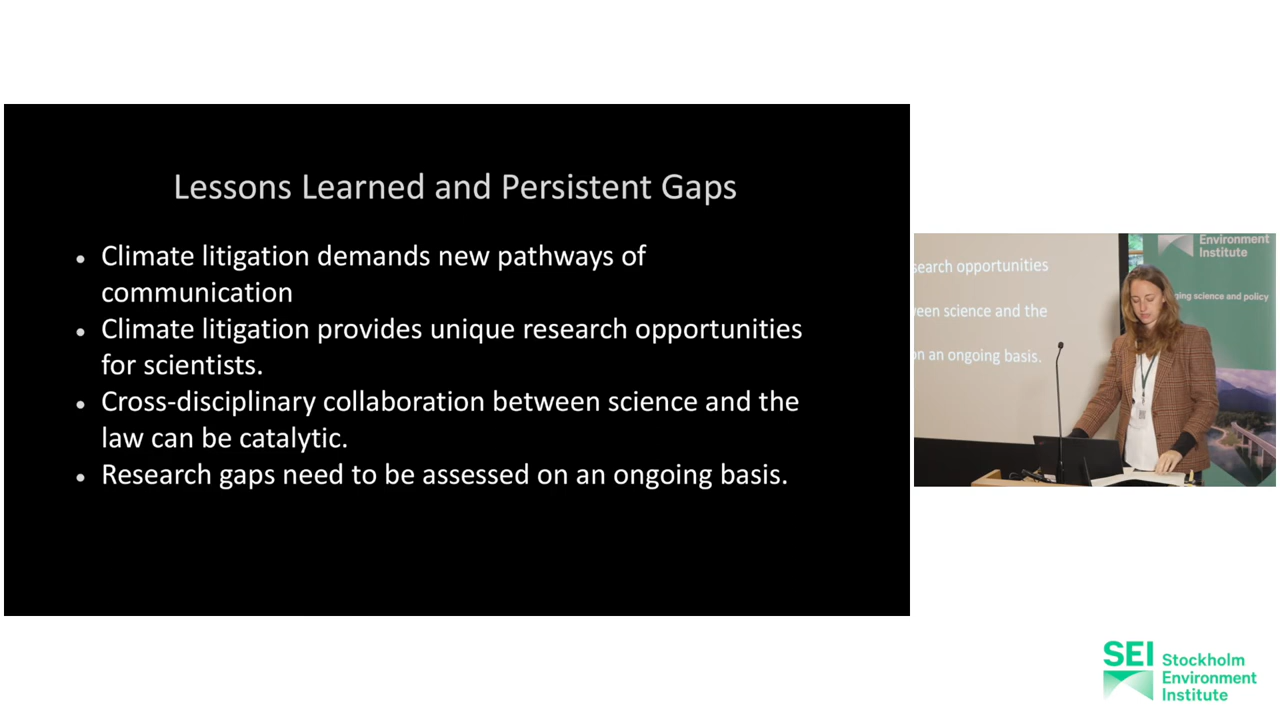 Lessons Learned and Persistent Gaps
• Climate litigation demands new pathways of
communication
• Climate litigation provides unique research opportunities
for scientists.
• Cross-disciplinary collaboration between science and the
law can be catalytic.
• Research gaps need to be assessed on an ongoing basis.
search opportunities
een science and the
on an ongoing basis.
Environment
Institute
ging science and policy
SEI Stockholm
Environment
Institute